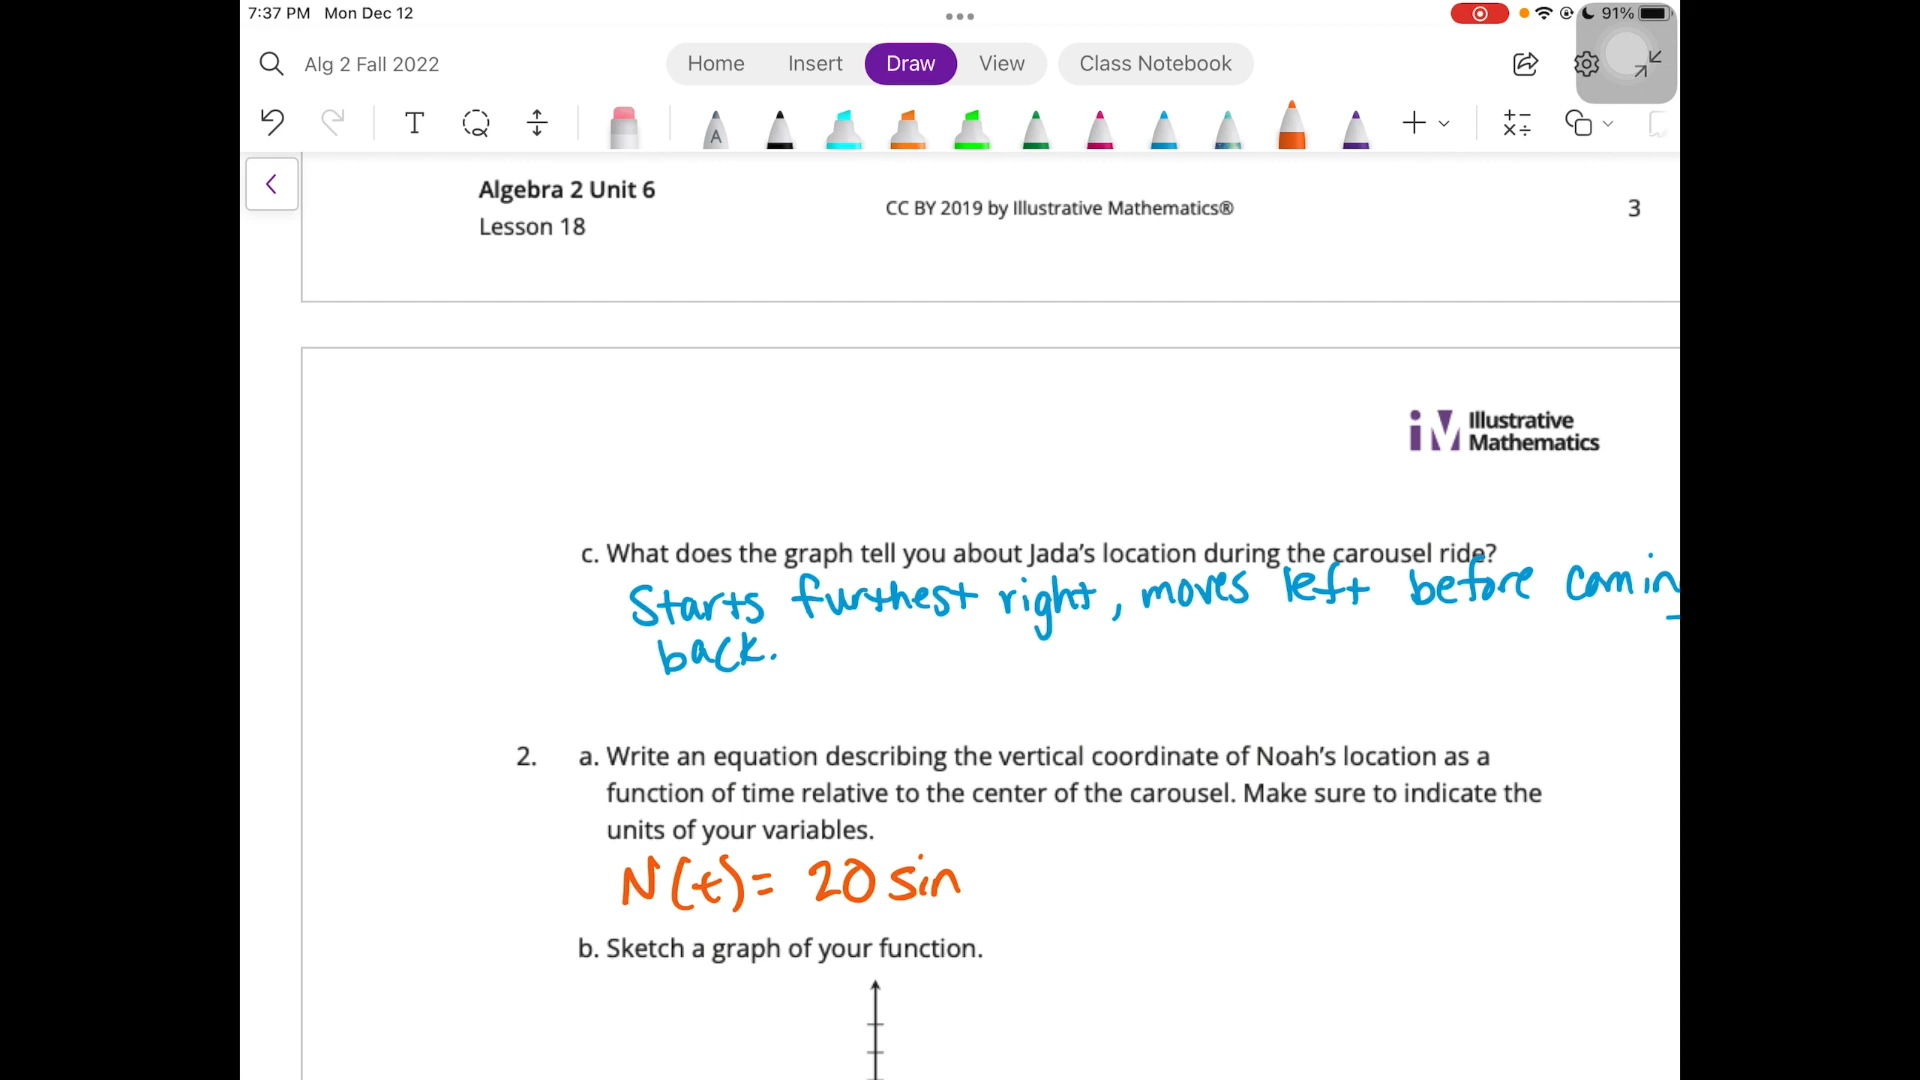 7:37 PM Mon Dec 12
91%
Alg 2 Fall 2022
Home Insert Draw View Class Notebook
T
A
Algebra 2 Unit 6
CC BY 2019 by Illustrative Mathematics®
3
Lesson 18
iM Illustrative
Mathematics
c. What does the graph tell you about Jada's location during the carousel ride?
Starts furthest right, moves left before comin
back.
2. a. Write an equation describing the vertical coordinate of Noah's location as a
function of time relative to the center of the carousel. Make sure to indicate the
units of your variables.
N(t)= 20 sin
b. Sketch a graph of your function.